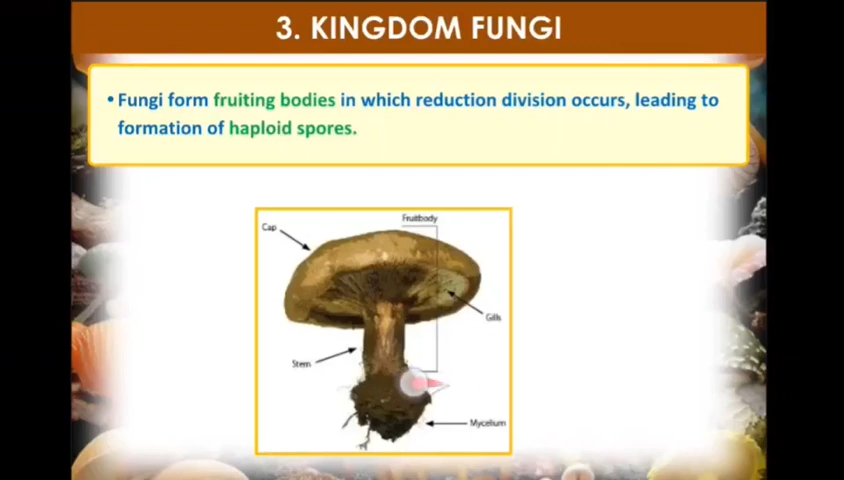 3. KINGDOM FUNGI
• Fungi form fruiting bodies in which reduction division occurs, leading to
formation of haploid spores.
Fruitbody
Cap
Gills
Stem
Mycelium